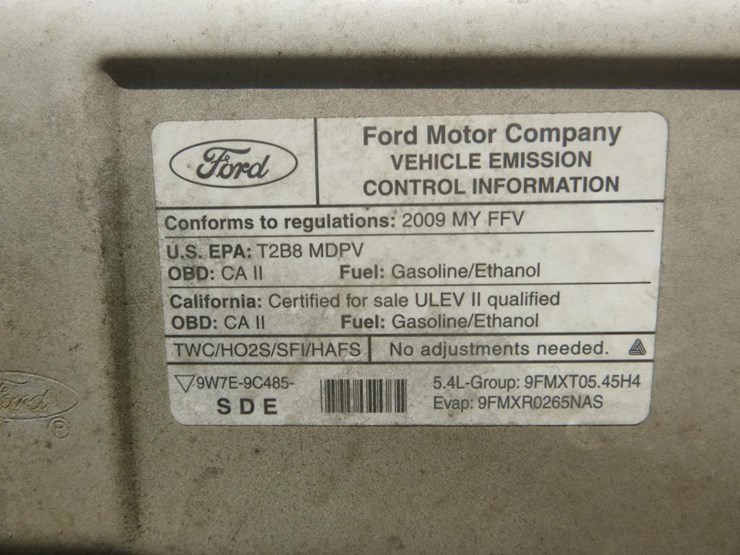 Ford
Ford Motor Company
VEHICLE EMISSION
CONTROL INFORMATION
Conforms to regulations: 2009 MY FFV
U.S. EPA: T2B8 MDPV
OBD: CA II Fuel: Gasoline/Ethanol
California: Certified for sale ULEV II qualified
OBD: CA II Fuel: Gasoline/Ethanol
TWC/HO2S/SFI/HAFS No adjustments needed.
9W7E-9C485- 5.4L-Group: 9FMXT05.45H4
SDE Evap: 9FMXR0265NAS
Ford
®